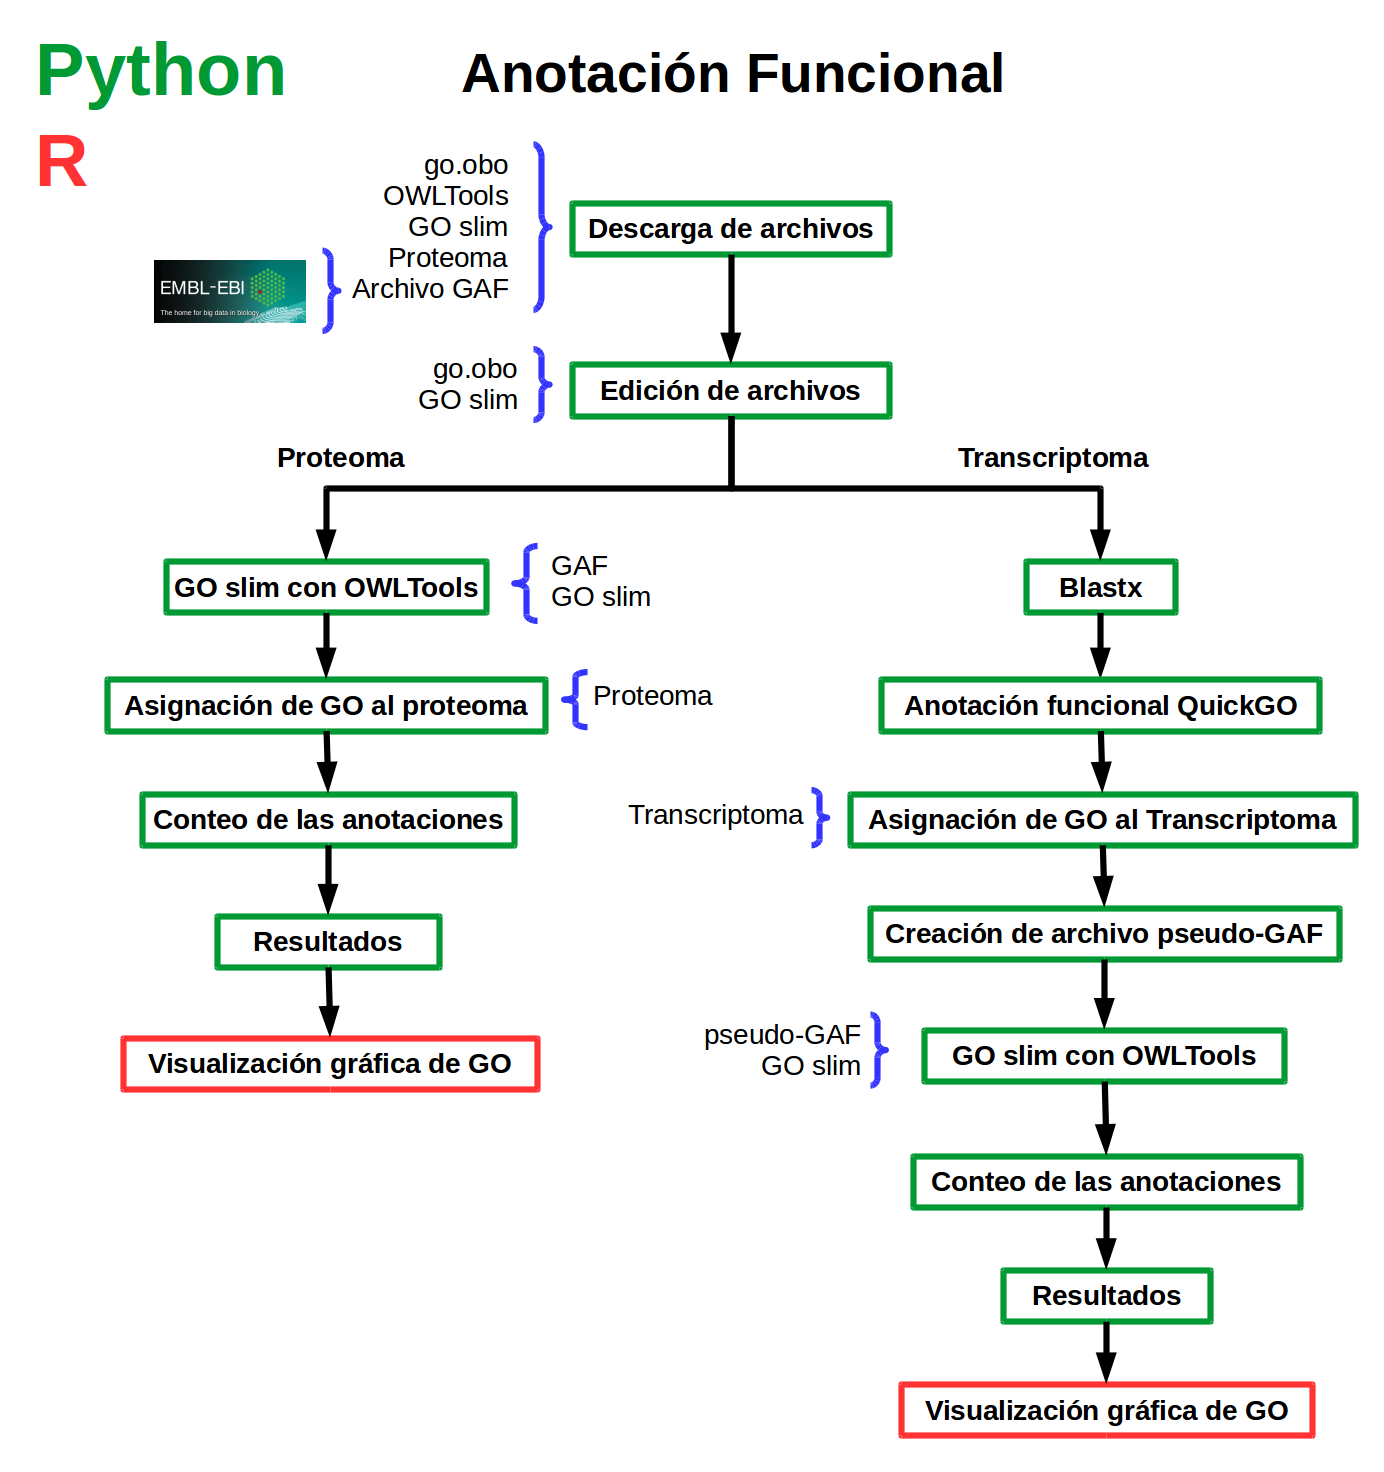 Python
Anotación Funcional
R
go.obo
OWLTools
GO slim
Proteoma
Archivo GAF
EMBL-EBI
The home for big data in biology
Descarga de archivos
go.obo
GO slim
Edición de archivos
Proteoma
Transcriptoma
GO slim con OWLTools
GAF
GO slim
Blastx
Asignación de GO al proteoma
Proteoma
Anotación funcional QuickGO
Conteo de las anotaciones
Transcriptoma
Asignación de GO al Transcriptoma
Resultados
Creación de archivo pseudo-GAF
Visualización gráfica de GO
pseudo-GAF
GO slim
GO slim con OWLTools
Conteo de las anotaciones
Resultados
Visualización gráfica de GO